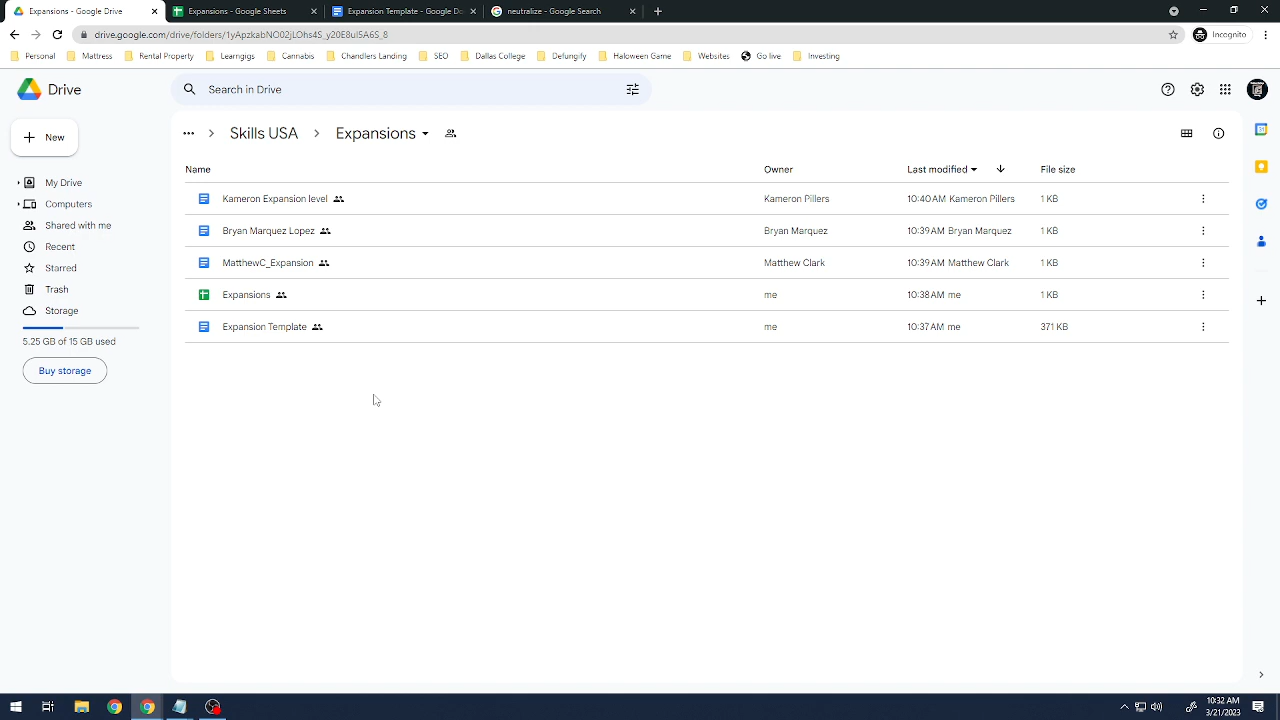 Expansions - Google Drive
Expansions - Google Sheets
Expansion Template - Google Do
neutralize - Google Search
drive.google.com/drive/folders/1yApzkabNO02jLOhs4S_y20E8ul5A6S_8
Incognito
Personal
Mattress
Rental Property
Learngigs
Cannabis
Chandlers Landing
SEO
Dallas College
Defungify
Haloween Game
Websites
Go live
Investing
Drive
Search in Drive
New
Skills USA
Expansions
My Drive
Computers
Shared with me
Recent
Starred
Trash
Storage
5.25 GB of 15 GB used
Buy storage
Name Owner Last modified File size
Kameron Expansion level Kameron Pillers 10:40 AM Kameron Pillers 1 KB
Bryan Marquez Lopez Bryan Marquez 10:39 AM Bryan Marquez 1 KB
MatthewC_Expansion Matthew Clark 10:39 AM Matthew Clark 1 KB
Expansions me 10:38 AM me 1 KB
Expansion Template me 10:37 AM me 371 KB
10:32 AM
3/21/2023